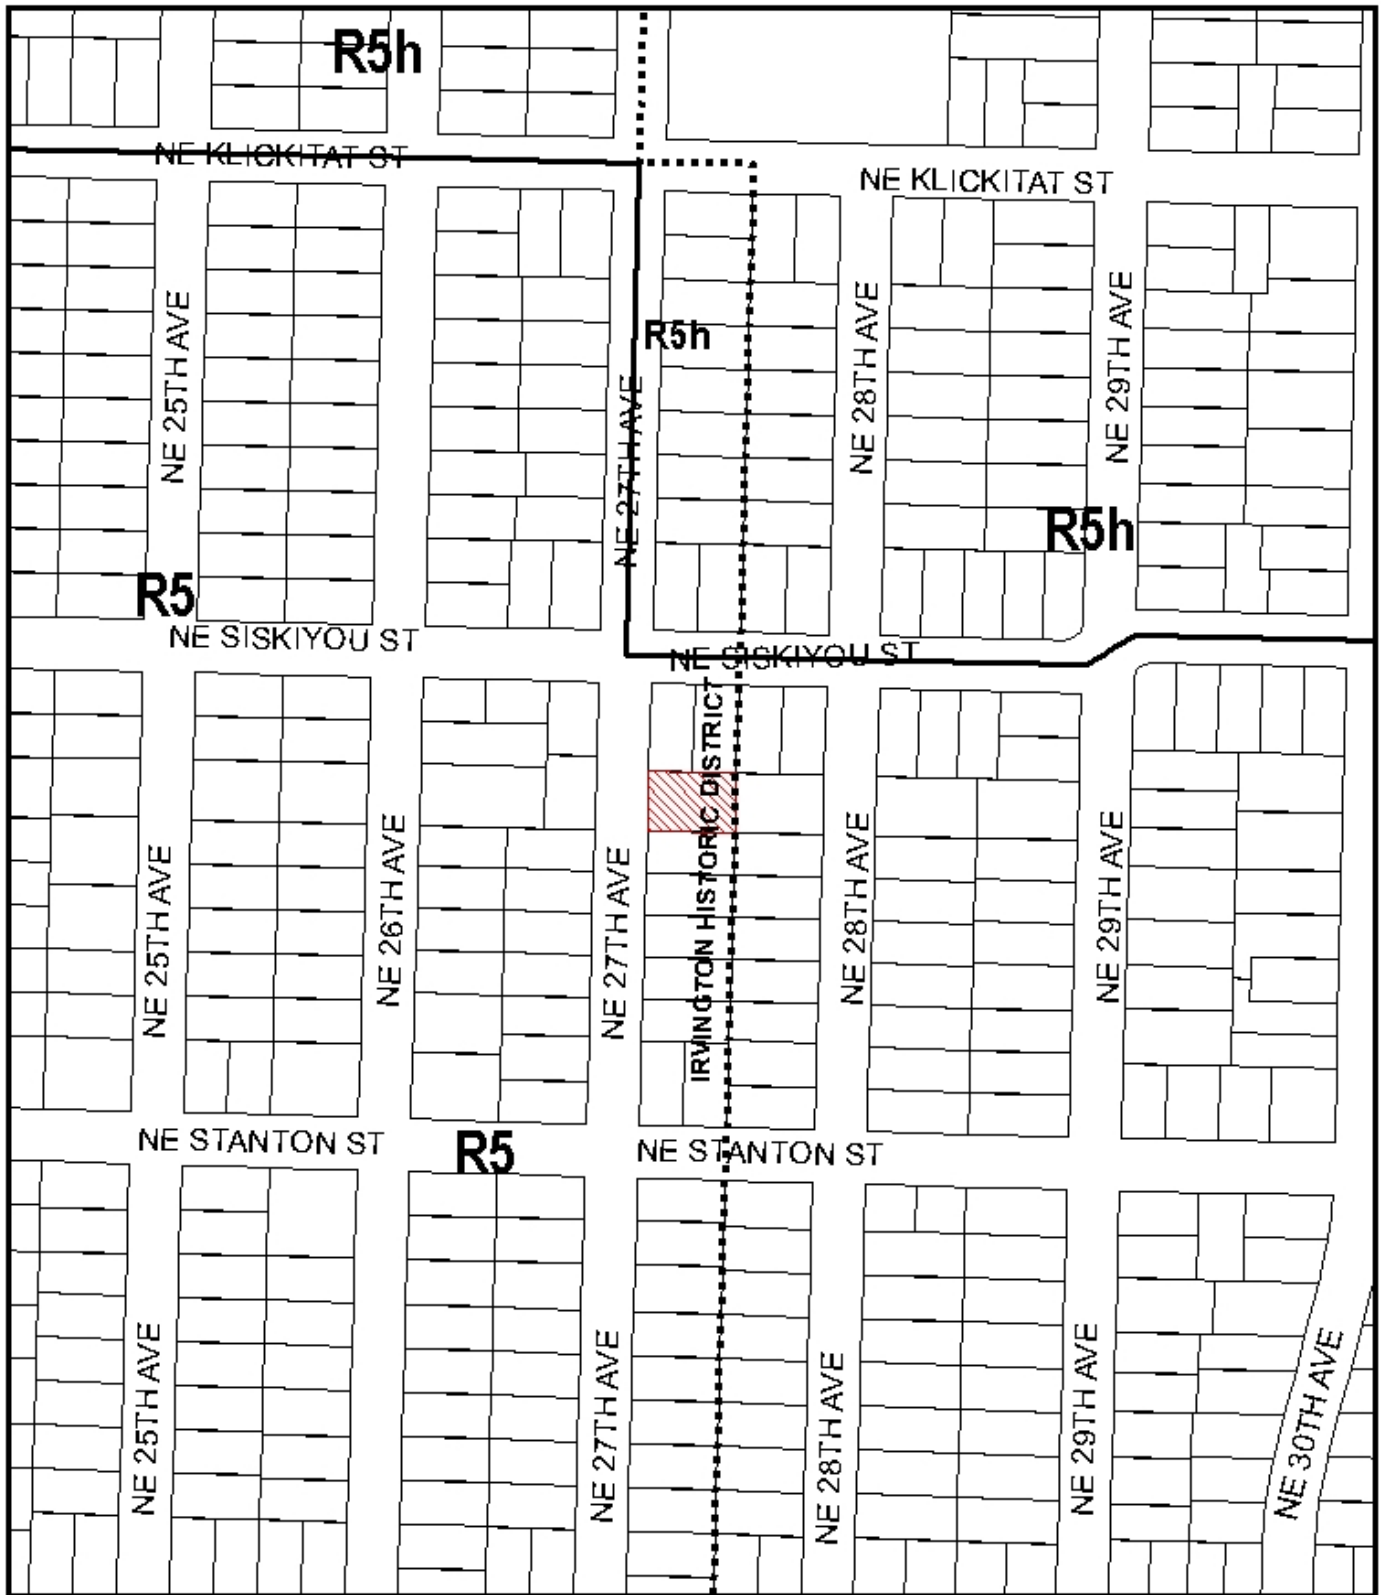 R5h
NE KLICKITAT ST
NE KLICKITAT ST
NE 25TH AVE
R5h
NE 27TH AVE
NE 28TH AVE
NE 29TH AVE
R5h
R5
NE SISKIYOU ST
NE SISKIYOU ST
IRVINGTON HISTORIC DISTRICT
NE 25TH AVE
NE 26TH AVE
NE 27TH AVE
NE 28TH AVE
NE 29TH AVE
NE STANTON ST
R5
NE STANTON ST
NE 25TH AVE
NE 27TH AVE
NE 28TH AVE
NE 29TH AVE
NE 30TH AVE